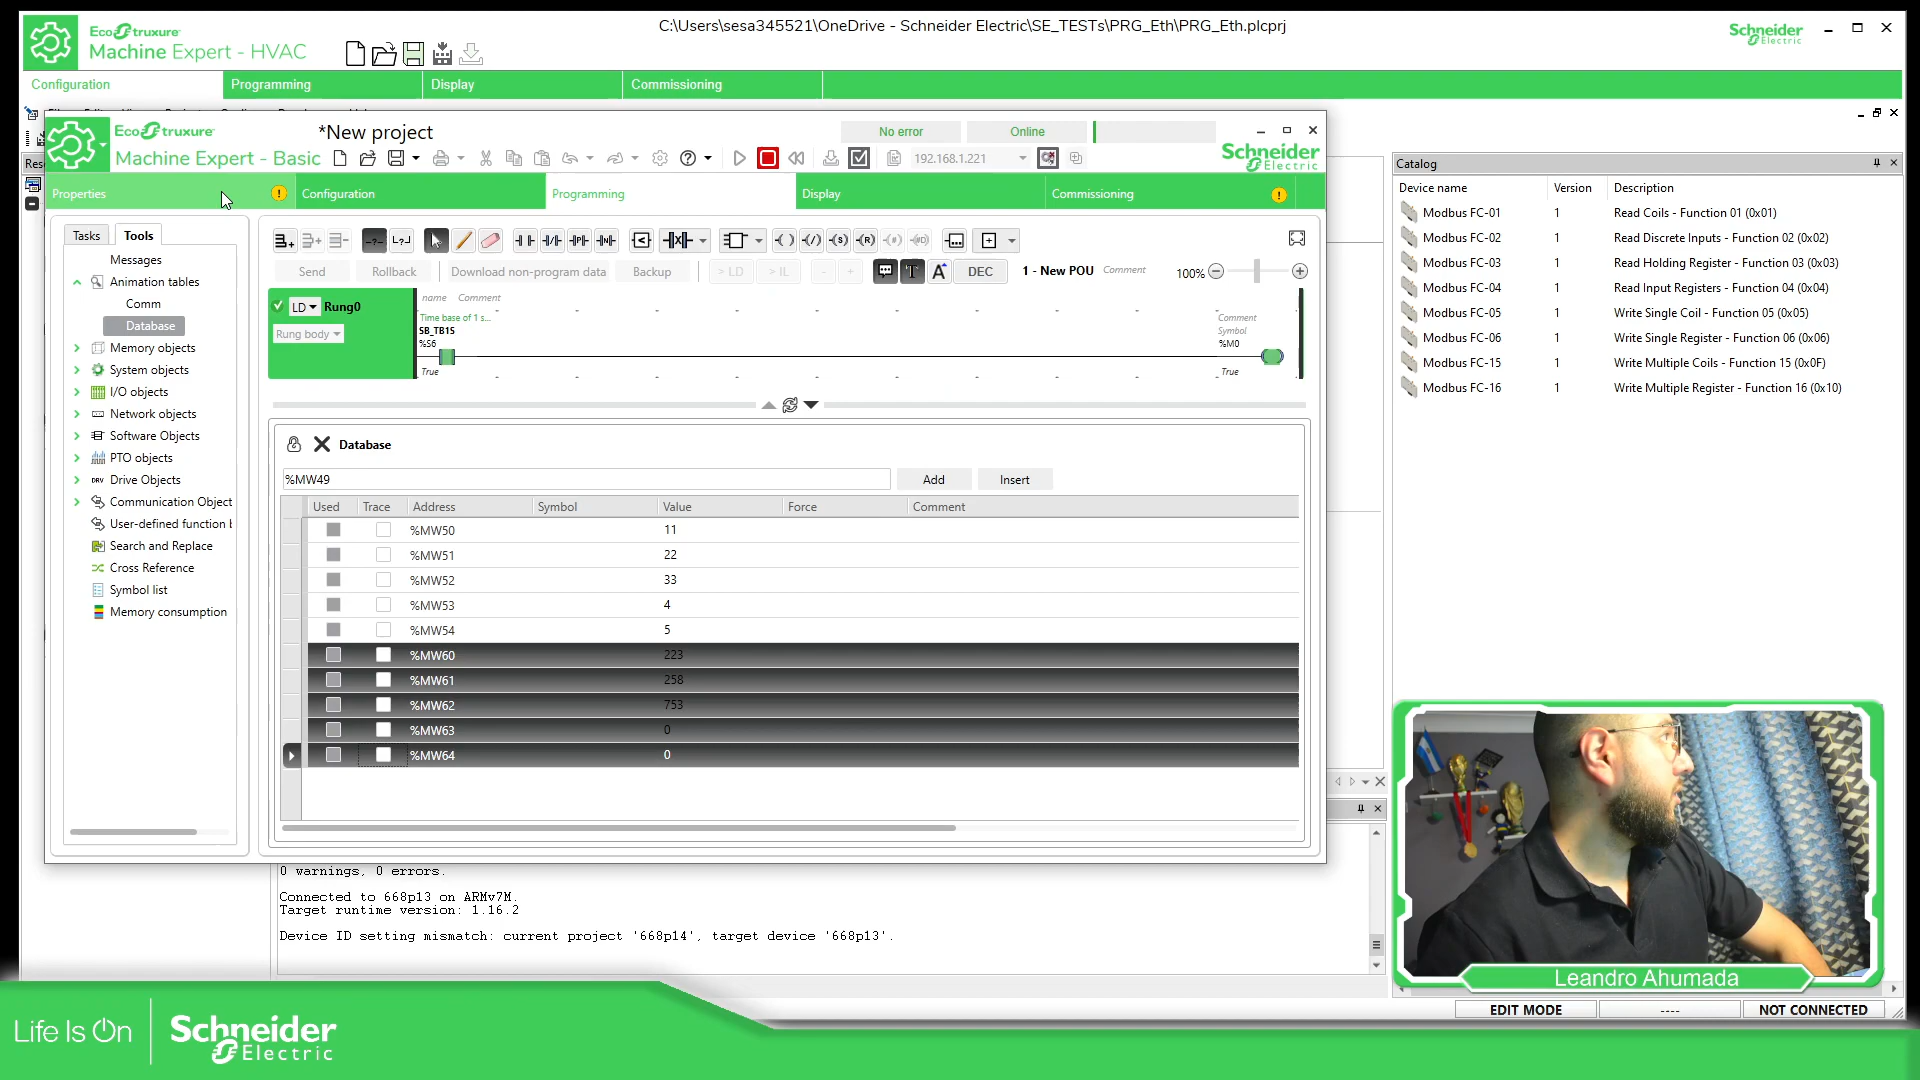 EcoStruxure
Machine Expert - HVAC
C:\Users\sesa345521\OneDrive - Schneider Electric\SE_TESTs\PRG_Eth\PRG_Eth.plcprj
Schneider
Electric
Configuration
Programming
Display
Commissioning
EcoStruxure
Machine Expert - Basic
*New project
No error
Online
192.168.1.221
Schneider
Electric
Properties
Configuration
Programming
Display
Commissioning
Tasks
Tools
Messages
Animation tables
Comm
Database
Memory objects
System objects
I/O objects
Network objects
Software Objects
PTO objects
DRV
Drive Objects
Communication Object
User-defined function
Search and Replace
Cross Reference
Symbol list
Memory consumption
Send
Rollback
Download non-program data
Backup
> LD
> IL
DEC
1 - New POU
Comment
100%
LD
Rung0
name
Comment
Rung body
Time base of 1 s...
SB_TB1S
%S6
True
Comment
Symbol
%M0
True
Database
%MW49
Add
Insert
Used
Trace
Address
Symbol
Value
Force
Comment
%MW50
11
%MW51
22
%MW52
33
%MW53
4
%MW54
5
%MW60
223
%MW61
258
%MW62
753
%MW63
0
%MW64
0
Catalog
Device name
Version
Description
Modbus FC-01
1
Read Coils - Function 01 (0x01)
Modbus FC-02
1
Read Discrete Inputs - Function 02 (0x02)
Modbus FC-03
1
Read Holding Register - Function 03 (0x03)
Modbus FC-04
1
Read Input Registers - Function 04 (0x04)
Modbus FC-05
1
Write Single Coil - Function 05 (0x05)
Modbus FC-06
1
Write Single Register - Function 06 (0x06)
Modbus FC-15
1
Write Multiple Coils - Function 15 (0x0F)
Modbus FC-16
1
Write Multiple Register - Function 16 (0x10)
0 warnings, 0 errors.
Connected to 668p13 on ARMv7M.
Target runtime version: 1.16.2
Device ID setting mismatch: current project '668p14', target device '668p13'.
Leandro Ahumada
EDIT MODE
----
NOT CONNECTED
Life Is On
Schneider
Electric